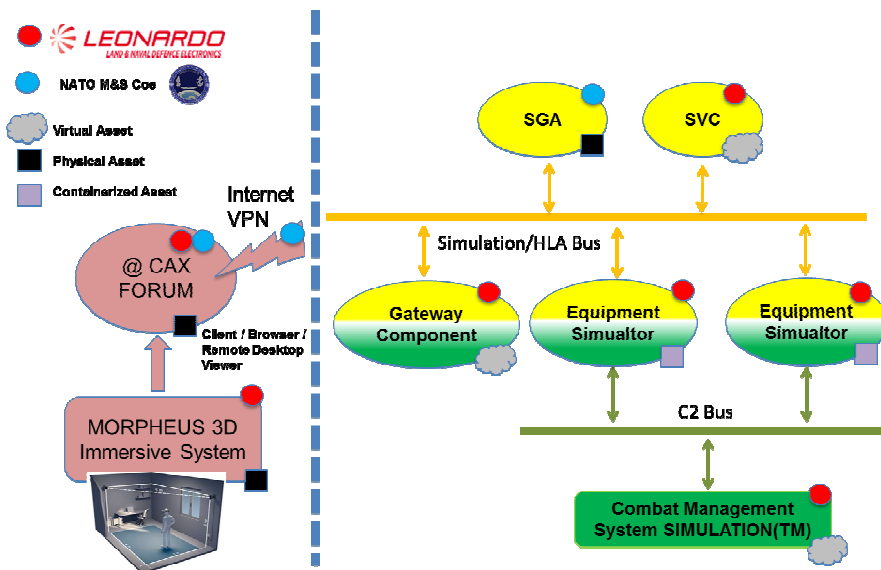 LEONARDO
LAND & NAVAL DEFENCE ELECTRONICS
NATO M&S Coe
Virtual Asset
Physical Asset
Containerized Asset
Internet
VPN
@ CAX
FORUM
Client / Browser /
Remote Desktop
Viewer
MORPHEUS 3D
Immersive System
SGA
SVC
Simulation/HLA Bus
Gateway
Component
Equipment
Simualtor
Equipment
Simualtor
C2 Bus
Combat Management
System SIMULATION(TM)